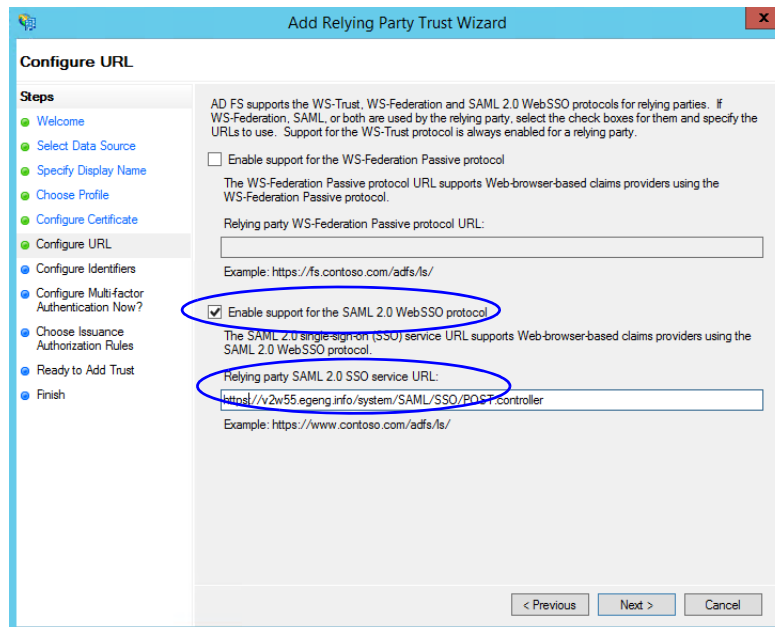 Add Relying Party Trust Wizard
x
Configure URL
Steps
Welcome
Select Data Source
Specify Display Name
Choose Profile
Configure Certificate
Configure URL
Configure Identifiers
Configure Multi-factor
Authentication Now?
Choose Issuance
Authorization Rules
Ready to Add Trust
Finish
AD FS supports the WS-Trust, WS-Federation and SAML 2.0 WebSSO protocols for relying parties. If
WS-Federation, SAML, or both are used by the relying party, select the check boxes for them and specify the
URLs to use. Support for the WS-Trust protocol is always enabled for a relying party.
Enable support for the WS-Federation Passive protocol
The WS-Federation Passive protocol URL supports Web-browser-based claims providers using the
WS-Federation Passive protocol.
Relying party WS-Federation Passive protocol URL:
Example: https://fs.contoso.com/adfs/ls/
Enable support for the SAML 2.0 WebSSO protocol
The SAML 2.0 single-sign-on (SSO) service URL supports Web-browser-based claims providers using the
SAML 2.0 WebSSO protocol.
Relying party SAML 2.0 SSO service URL:
https://v2w55.egeng.info/system/SAML/SSO/POST.controller
Example: https://www.contoso.com/adfs/ls/
< Previous
Next >
Cancel